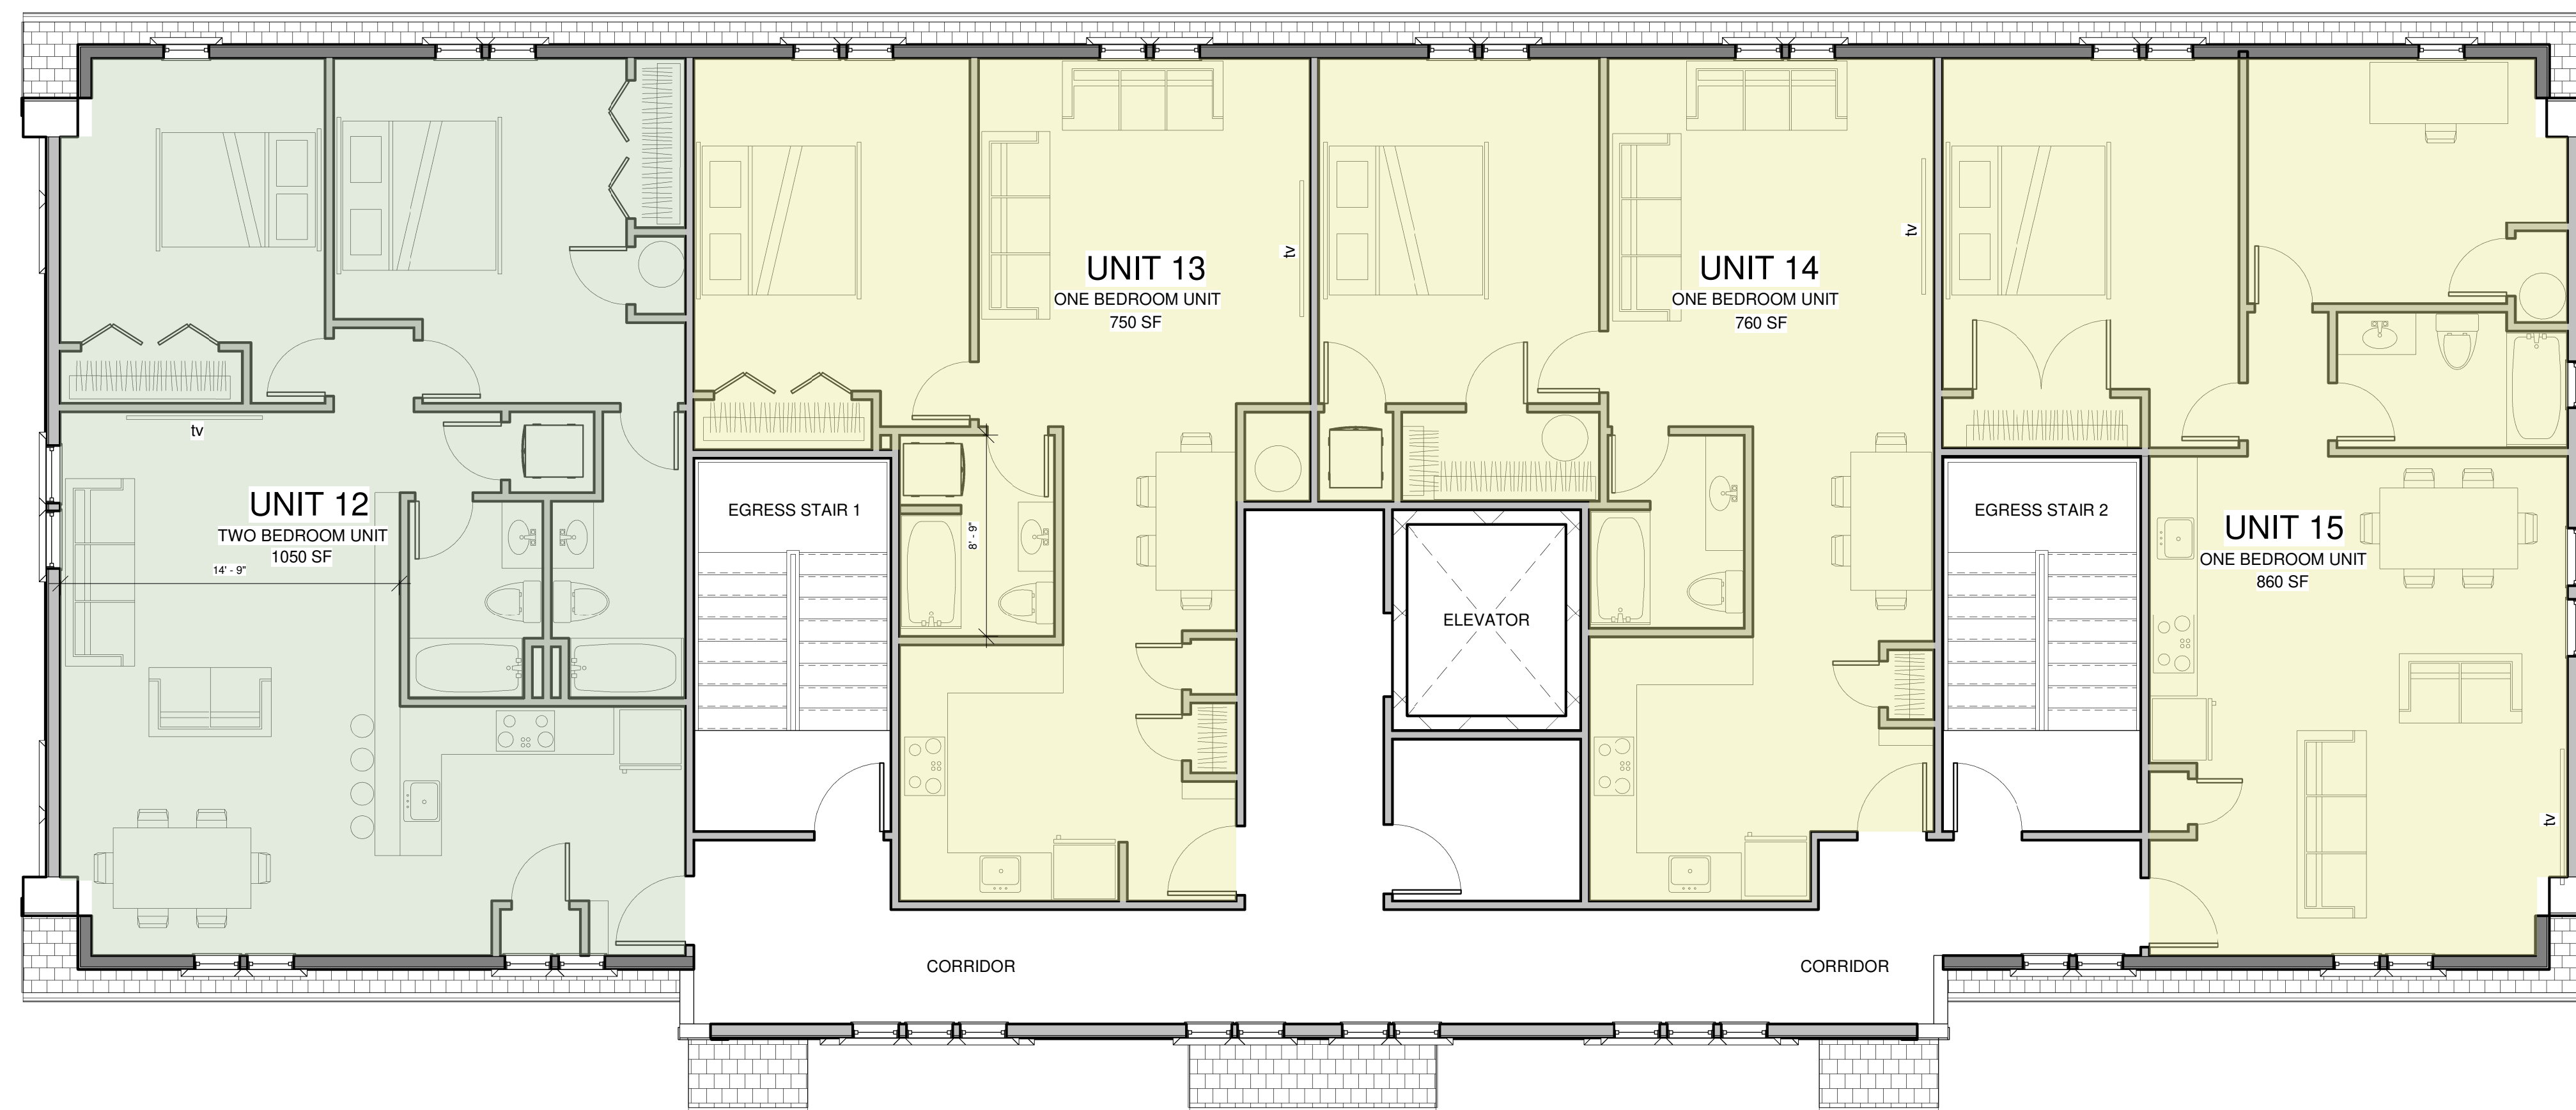 UNIT 12
TWO BEDROOM UNIT
1050 SF
14' - 9"
tv
EGRESS STAIR 1
UNIT 13
ONE BEDROOM UNIT
750 SF
tv
8' - 9"
ELEVATOR
UNIT 14
ONE BEDROOM UNIT
760 SF
tv
EGRESS STAIR 2
UNIT 15
ONE BEDROOM UNIT
860 SF
tv
CORRIDOR
CORRIDOR